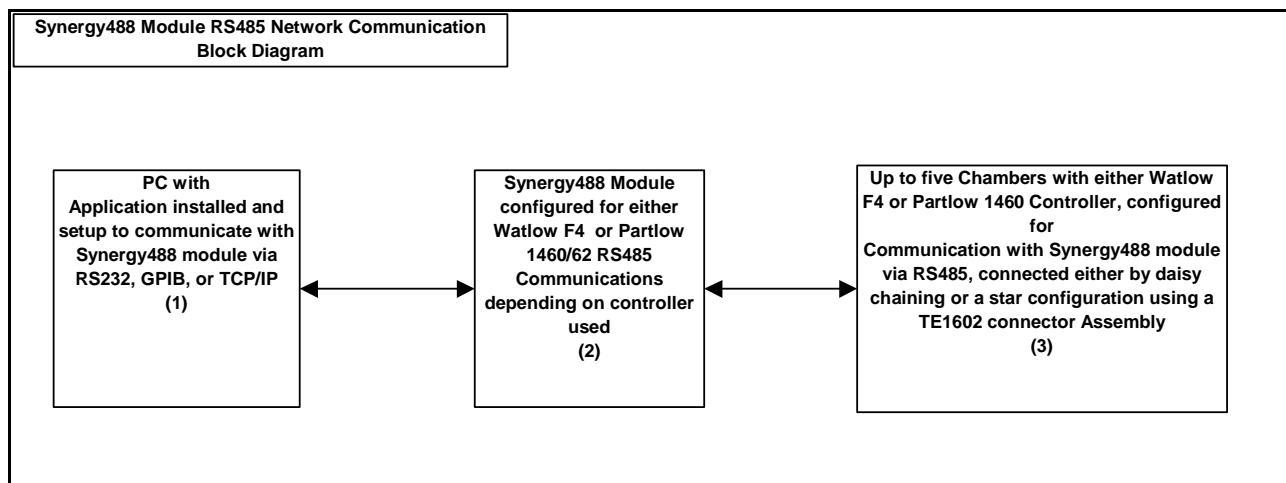 Synergy488 Module RS485 Network Communication
Block Diagram
PC with
Application installed and
setup to communicate with
Synergy488 module via
RS232, GPIB, or TCP/IP
(1)
Synergy488 Module
configured for either
Watlow F4 or Partlow
1460/62 RS485
Communications
depending on controller
used
(2)
Up to five Chambers with either Watlow
F4 or Partlow 1460 Controller, configured
for
Communication with Synergy488 module
via RS485, connected either by daisy
chaining or a star configuration using a
TE1602 connector Assembly
(3)